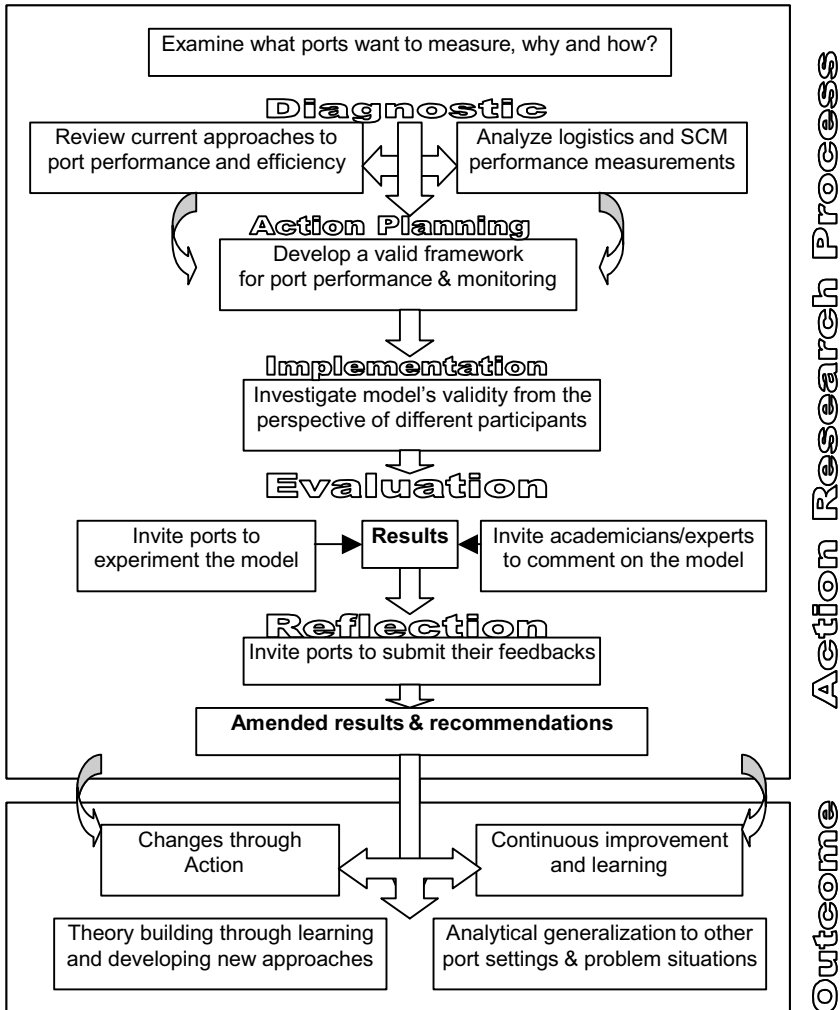 Examine what ports want to measure, why and how?
Diagnostic
Review current approaches to
port performance and efficiency
Analyze logistics and SCM
performance measurements
Action Planning
Develop a valid framework
for port performance & monitoring
Implementation
Investigate model's validity from the
perspective of different participants
Evaluation
Invite ports to
experiment the model
Results
Invite academicians/experts
to comment on the model
Reflection
Invite ports to submit their feedbacks
Amended results & recommendations
Action Research Process
Changes through
Action
Continuous improvement
and learning
Theory building through learning
and developing new approaches
Analytical generalization to other
port settings & problem situations
Outcome